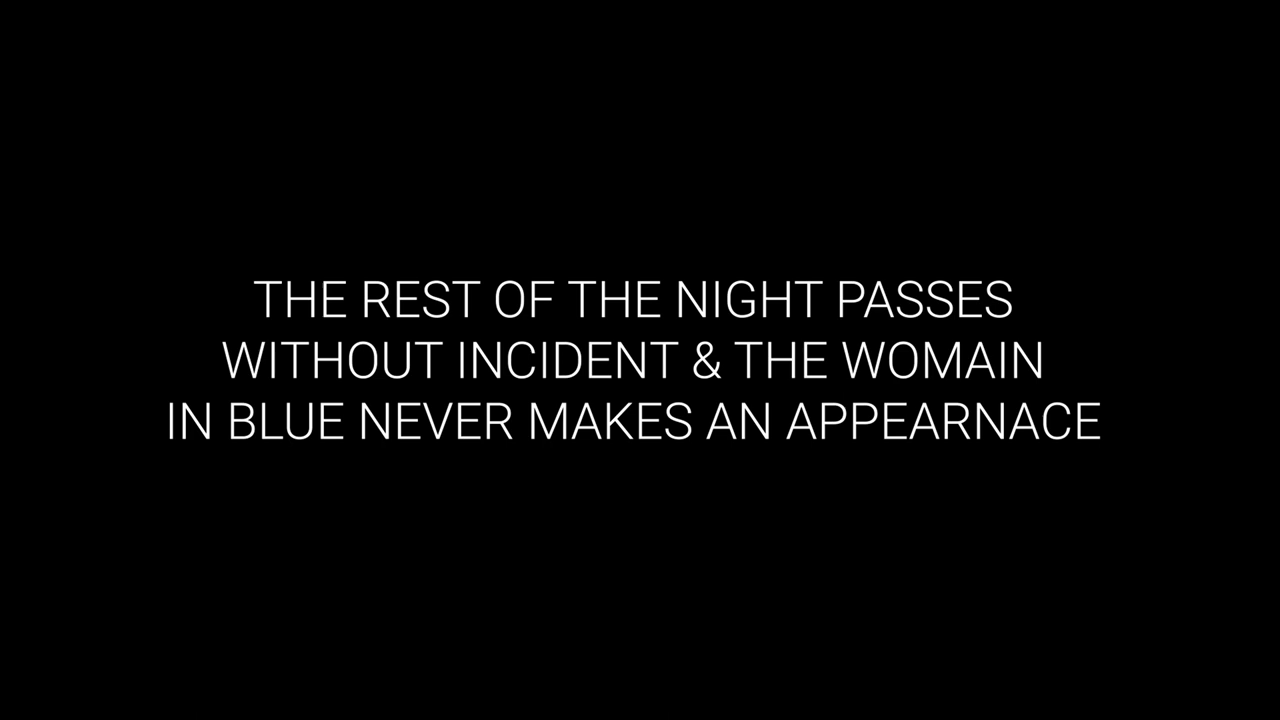 THE REST OF THE NIGHT PASSES
WITHOUT INCIDENT & THE WOMAIN
IN BLUE NEVER MAKES AN APPEARNACE